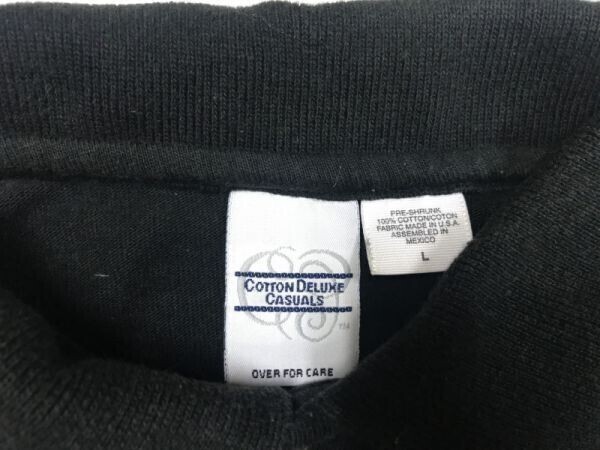 COTTON DELUXE
CASUALS
TM
OVER FOR CARE
PRE-SHRUNK
100% COTTON/COTON
FABRIC MADE IN U.S.A.
ASSEMBLED IN
MEXICO
L